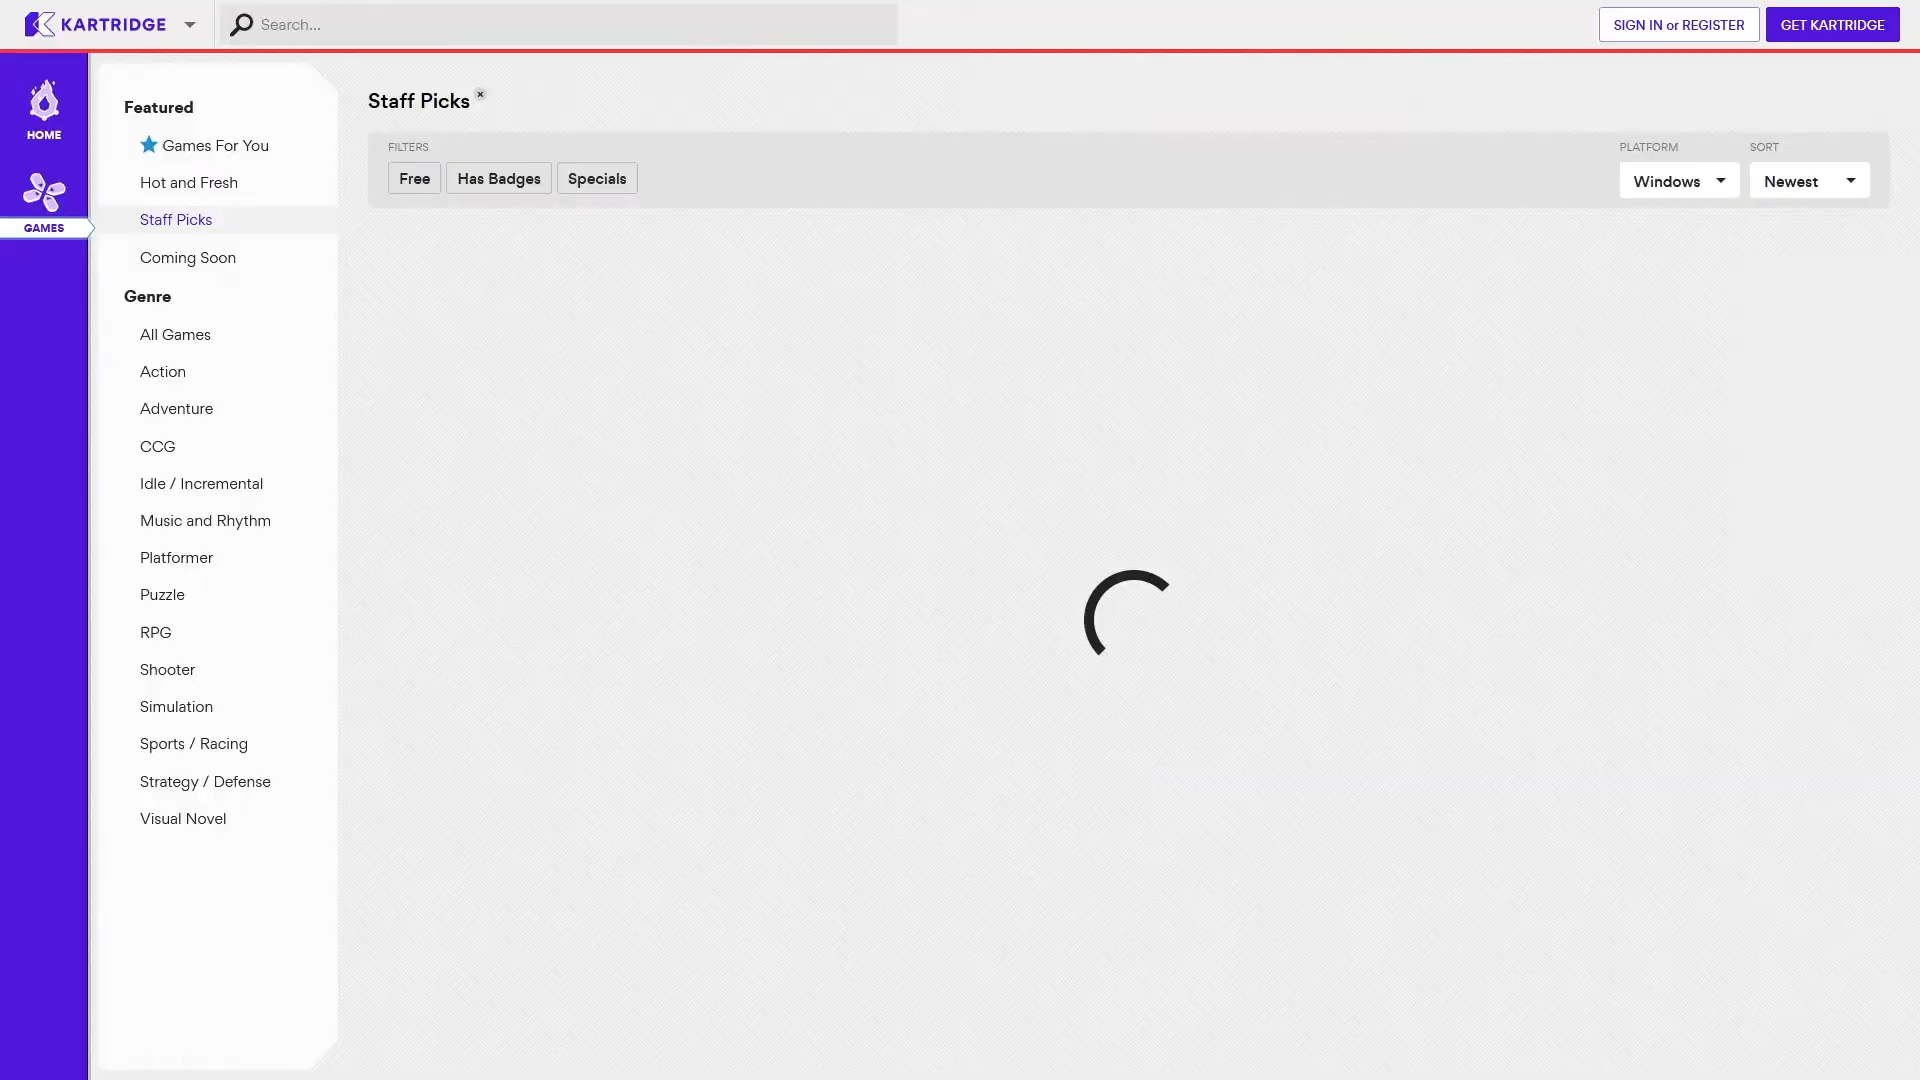 KARTRIDGE
Search...
SIGN IN or REGISTER
GET KARTRIDGE
HOME
GAMES
Featured
Games For You
Hot and Fresh
Staff Picks
Coming Soon
Genre
All Games
Action
Adventure
CCG
Idle / Incremental
Music and Rhythm
Platformer
Puzzle
RPG
Shooter
Simulation
Sports / Racing
Strategy / Defense
Visual Novel
Staff Picks ×
FILTERS
Free Has Badges Specials
PLATFORM
Windows
SORT
Newest